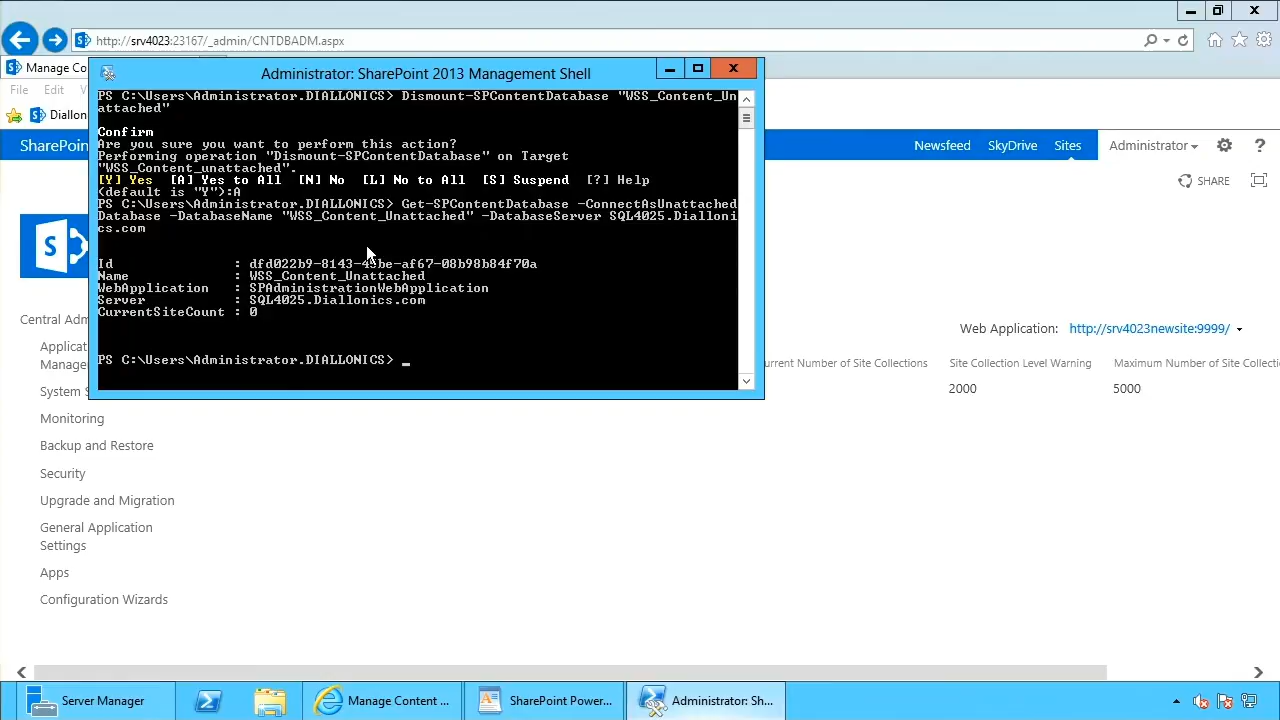 http://srv4023:23167/_admin/CNTDBADM.aspx
Manage Co
File Edit V
Diallon
Administrator: SharePoint 2013 Management Shell
PS C:\Users\Administrator.DIALLONICS> Dismount-SPContentDatabase "WSS_Content_Un
attached"
Confirm
Are you sure you want to perform this action?
Performing operation "Dismount-SPContentDatabase" on Target
"WSS_Content_unattached".
[Y] Yes [A] Yes to All [N] No [L] No to All [S] Suspend [?] Help
(default is "Y"):A
PS C:\Users\Administrator.DIALLONICS> Get-SPContentDatabase -ConnectAsUnattached
Database -DatabaseName "WSS_Content_Unattached" -DatabaseServer SQL4025.Dialloni
cs.com
Id : dfd022b9-8143-43be-af67-08b98b84f70a
Name : WSS_Content_Unattached
WebApplication : SPAdministrationWebApplication
Server : SQL4025.Diallonics.com
CurrentSiteCount : 0
PS C:\Users\Administrator.DIALLONICS> _
SharePoin
Newsfeed SkyDrive Sites Administrator ?
SHARE
S
Central Adm
Applicat
Manage
System S
Monitoring
Backup and Restore
Security
Upgrade and Migration
General Application
Settings
Apps
Configuration Wizards
Web Application: http://srv4023newsite:9999/
urrent Number of Site Collections Site Collection Level Warning Maximum Number of Site Collecti
2000 5000
Server Manager Manage Content ... SharePoint Power... Administrator: Sh...